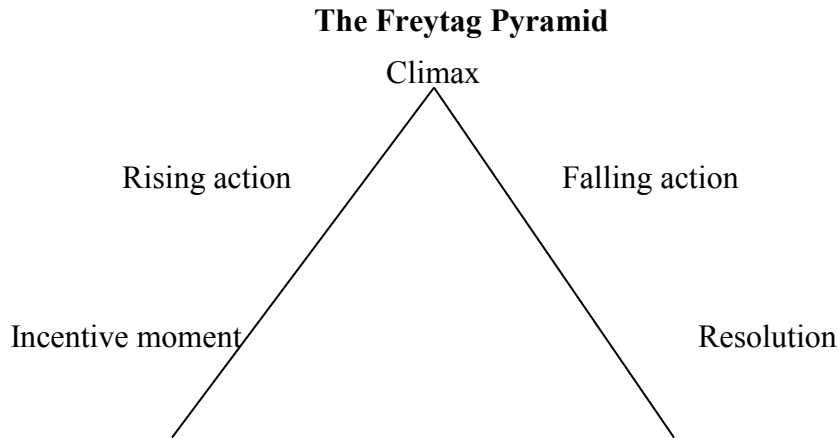 The Freytag Pyramid
Climax
Rising action
Falling action
Incentive moment
Resolution